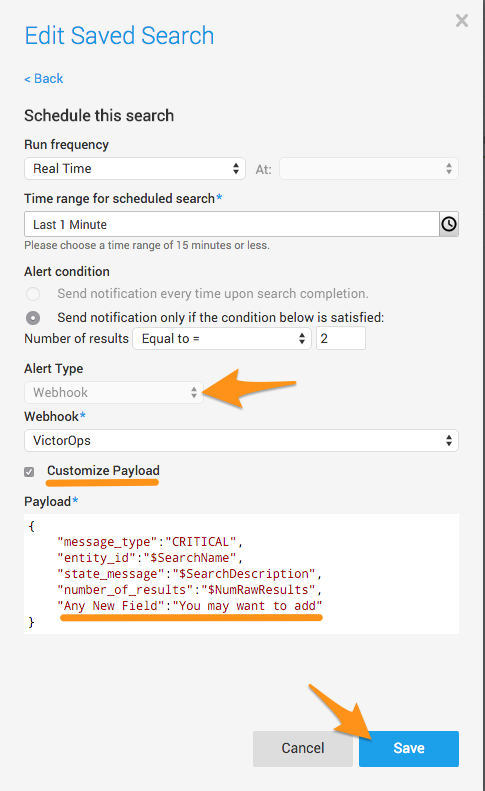 Edit Saved Search
< Back
Schedule this search
Run frequency
Real Time At:
Time range for scheduled search*
Last 1 Minute
Please choose a time range of 15 minutes or less.
Alert condition
Send notification every time upon search completion.
Send notification only if the condition below is satisfied:
Number of results Equal to = 2
Alert Type
Webhook
Webhook*
VictorOps
Customize Payload
Payload*
{
"message_type":"CRITICAL",
"entity_id":"$SearchName",
"state_message":"$SearchDescription",
"number_of_results":"$NumRawResults",
"Any New Field":"You may want to add"
}
Cancel Save